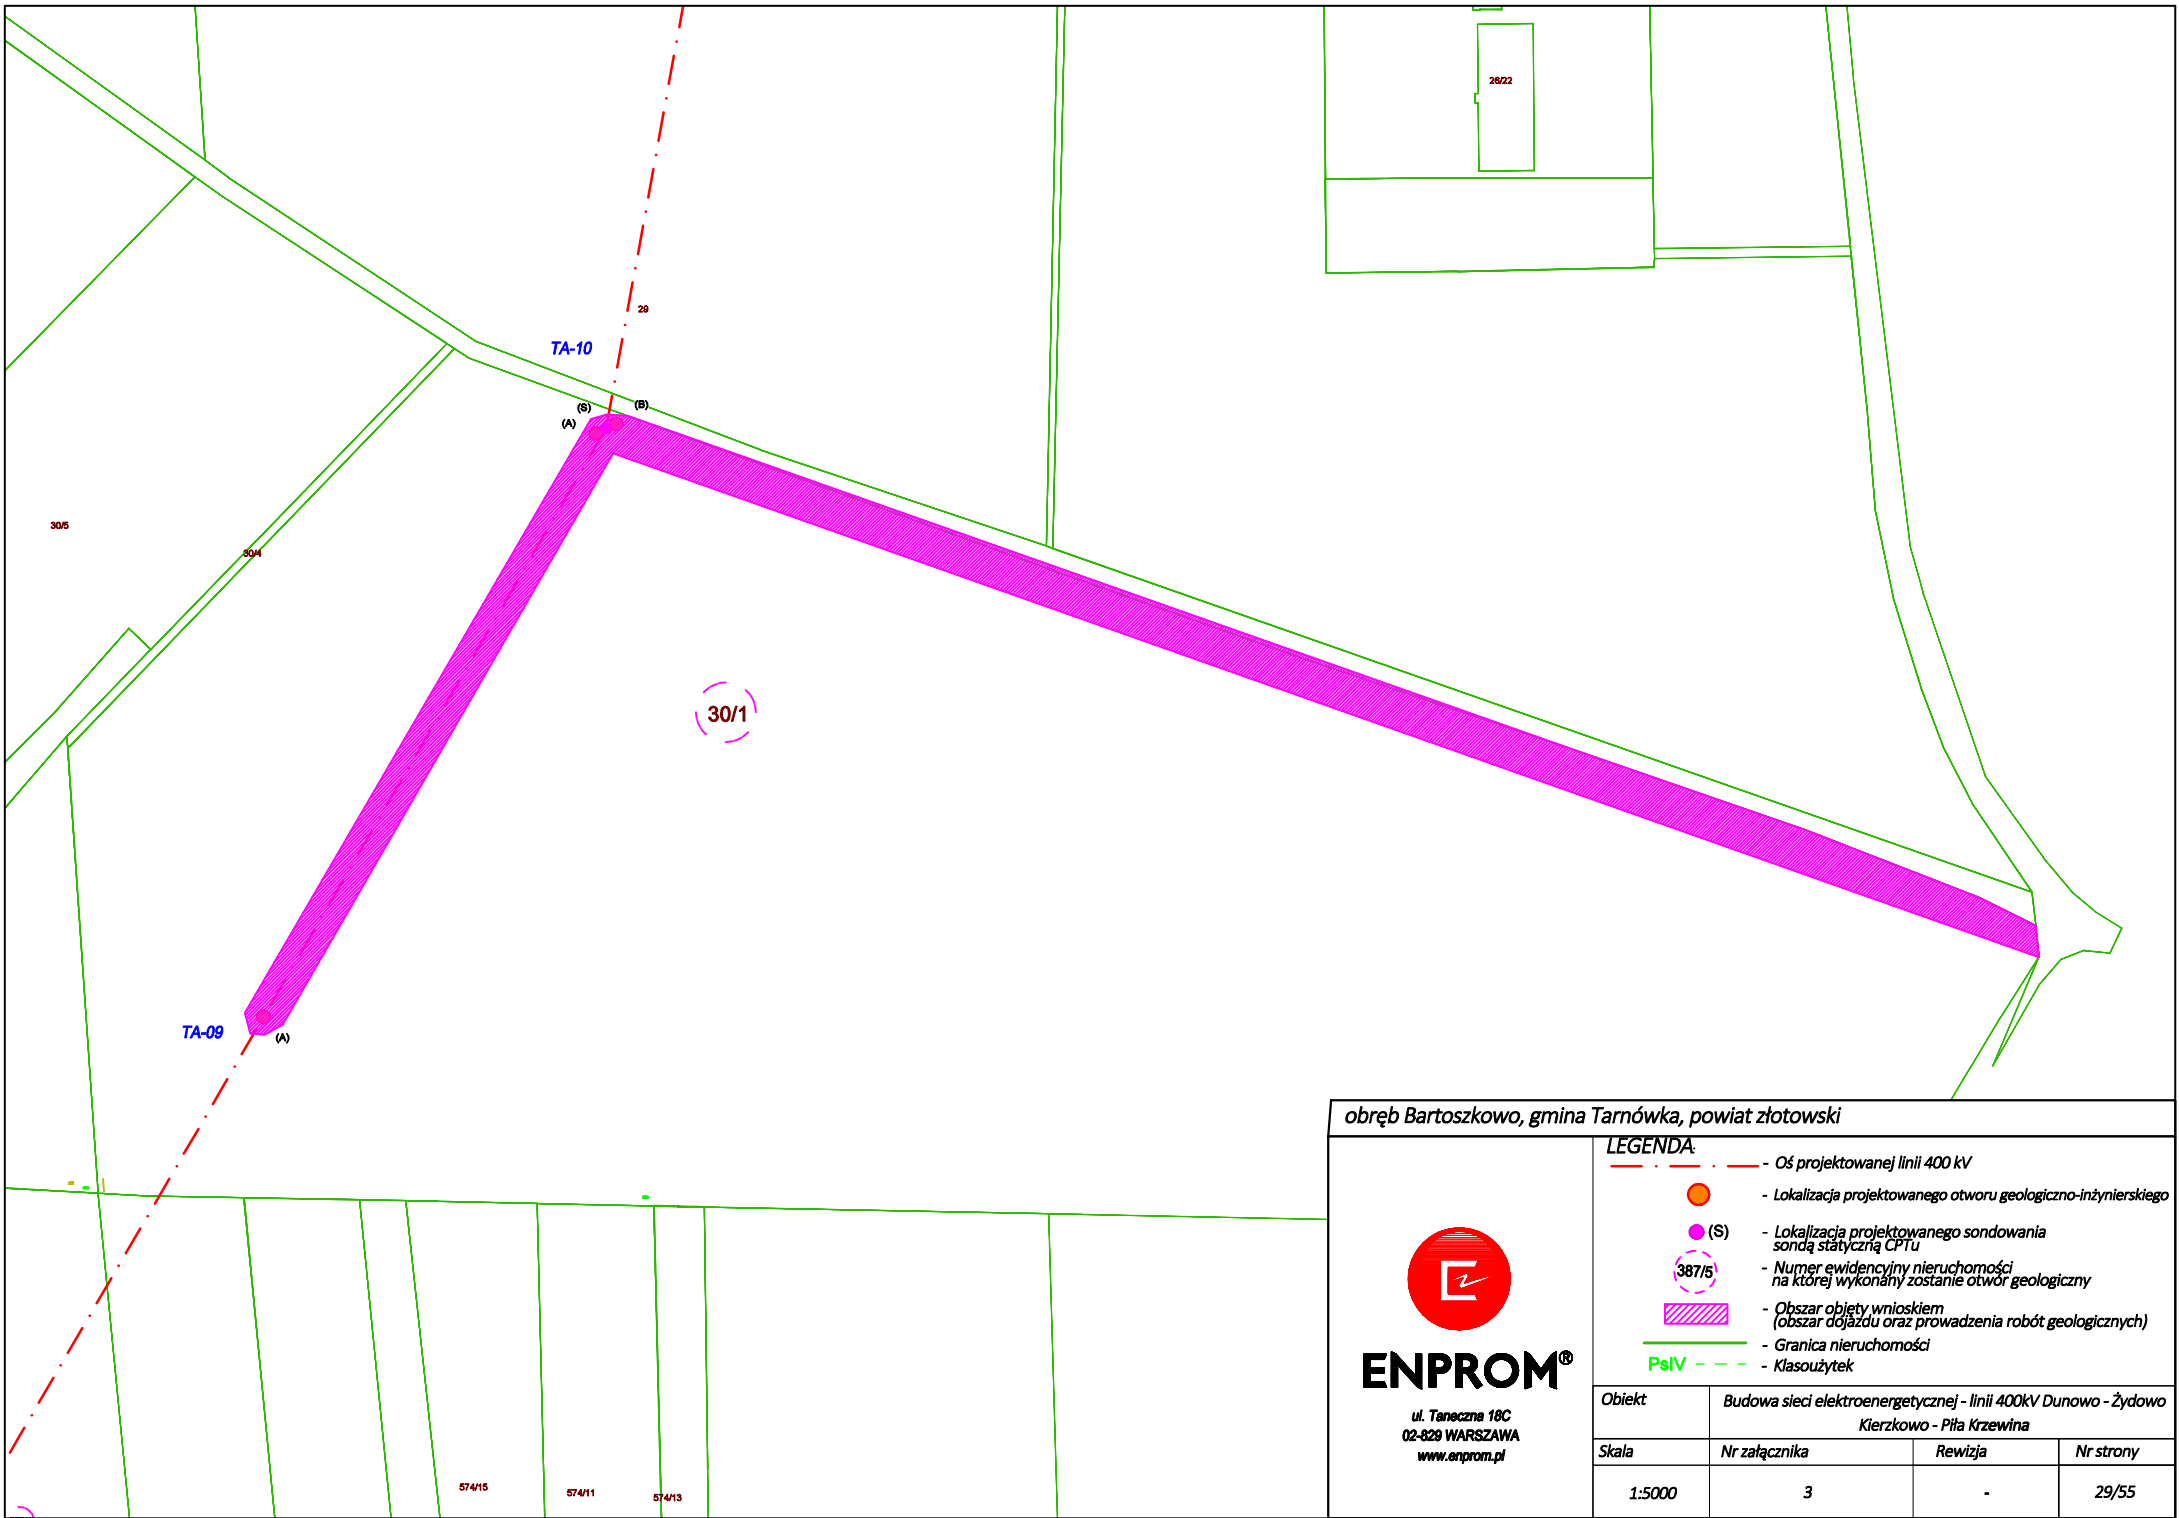 26/22
29
TA-10
(S)
(B)
(A)
30/5
30/4
30/1
TA-09
(A)
574/15
574/11
574/13
obręb Bartoszkowo, gmina Tarnówka, powiat złotowski
LEGENDA:
- Oś projektowanej linii 400 kV
- Lokalizacja projektowanego otworu geologiczno-inżynierskiego
(S) - Lokalizacja projektowanego sondowania
sondą statyczną CPTu
387/5 - Numer ewidencyjny nieruchomości
na której wykonany zostanie otwór geologiczny
- Obszar objęty wnioskiem
(obszar dojazdu oraz prowadzenia robót geologicznych)
- Granica nieruchomości
PsIV - Klasoużytek
ENPROM®
ul. Taneczna 18C
02-829 WARSZAWA
www.enprom.pl
Obiekt
Budowa sieci elektroenergetycznej - linii 400kV Dunowo - Żydowo
Kierzkowo - Piła Krzewina
Skala Nr załącznika Rewizja Nr strony
1:5000 3 - 29/55